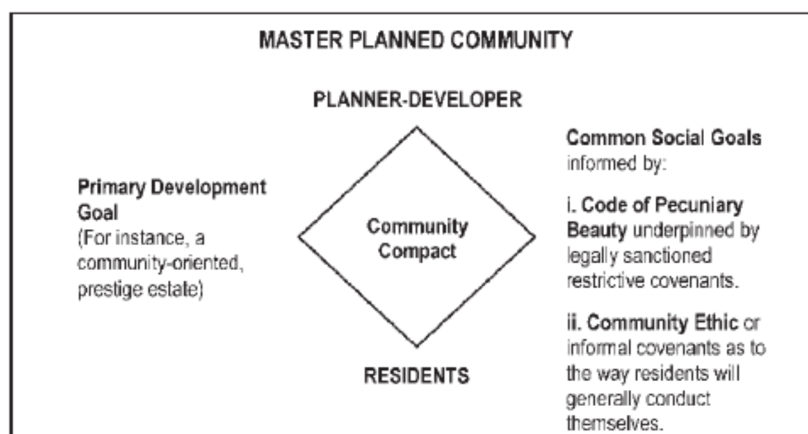 MASTER PLANNED COMMUNITY
PLANNER-DEVELOPER
Primary Development
Goal
(For instance, a
community-oriented,
prestige estate)
Community
Compact
Common Social Goals
informed by:
i. Code of Pecuniary
Beauty underpinned by
legally sanctioned
restrictive covenants.
ii. Community Ethic or
informal covenants as to
the way residents will
generally conduct
themselves.
RESIDENTS